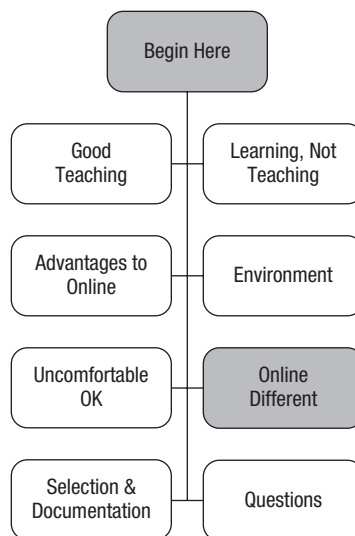 Begin Here
Good
Teaching
Learning, Not
Teaching
Advantages to
Online
Environment
Uncomfortable
OK
Online
Different
Selection &
Documentation
Questions